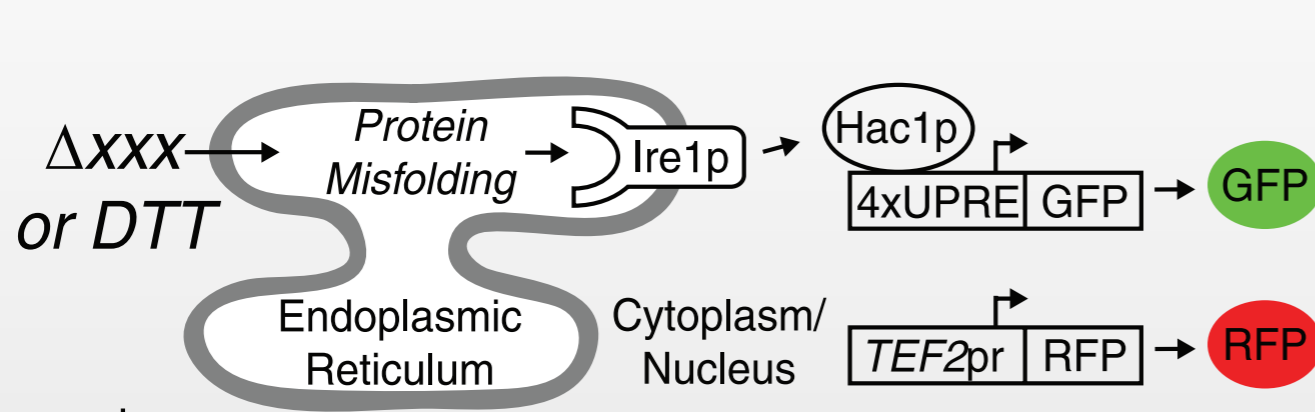 Δxxx
or DTT
Protein
Misfolding
Ire1p
Hac1p
4xUPRE
GFP
GFP
Endoplasmic
Reticulum
Cytoplasm/
Nucleus
TEF2pr
RFP
RFP